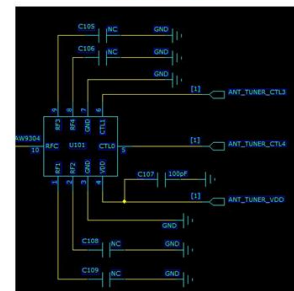 C105
NC
GND
C106
NC
GND
GND
[1]
ANT_TUNER_CTL3
9
8
7
6
RF3
RF4
GND
CTL1
AW9304
RFC
U101
CTL0
10
5
[1]
ANT_TUNER_CTL4
RF1
RF2
GND
VDD
1
2
3
4
C107
100pF
[1]
ANT_TUNER_VDD
GND
C108
NC
GND
C109
NC
GND